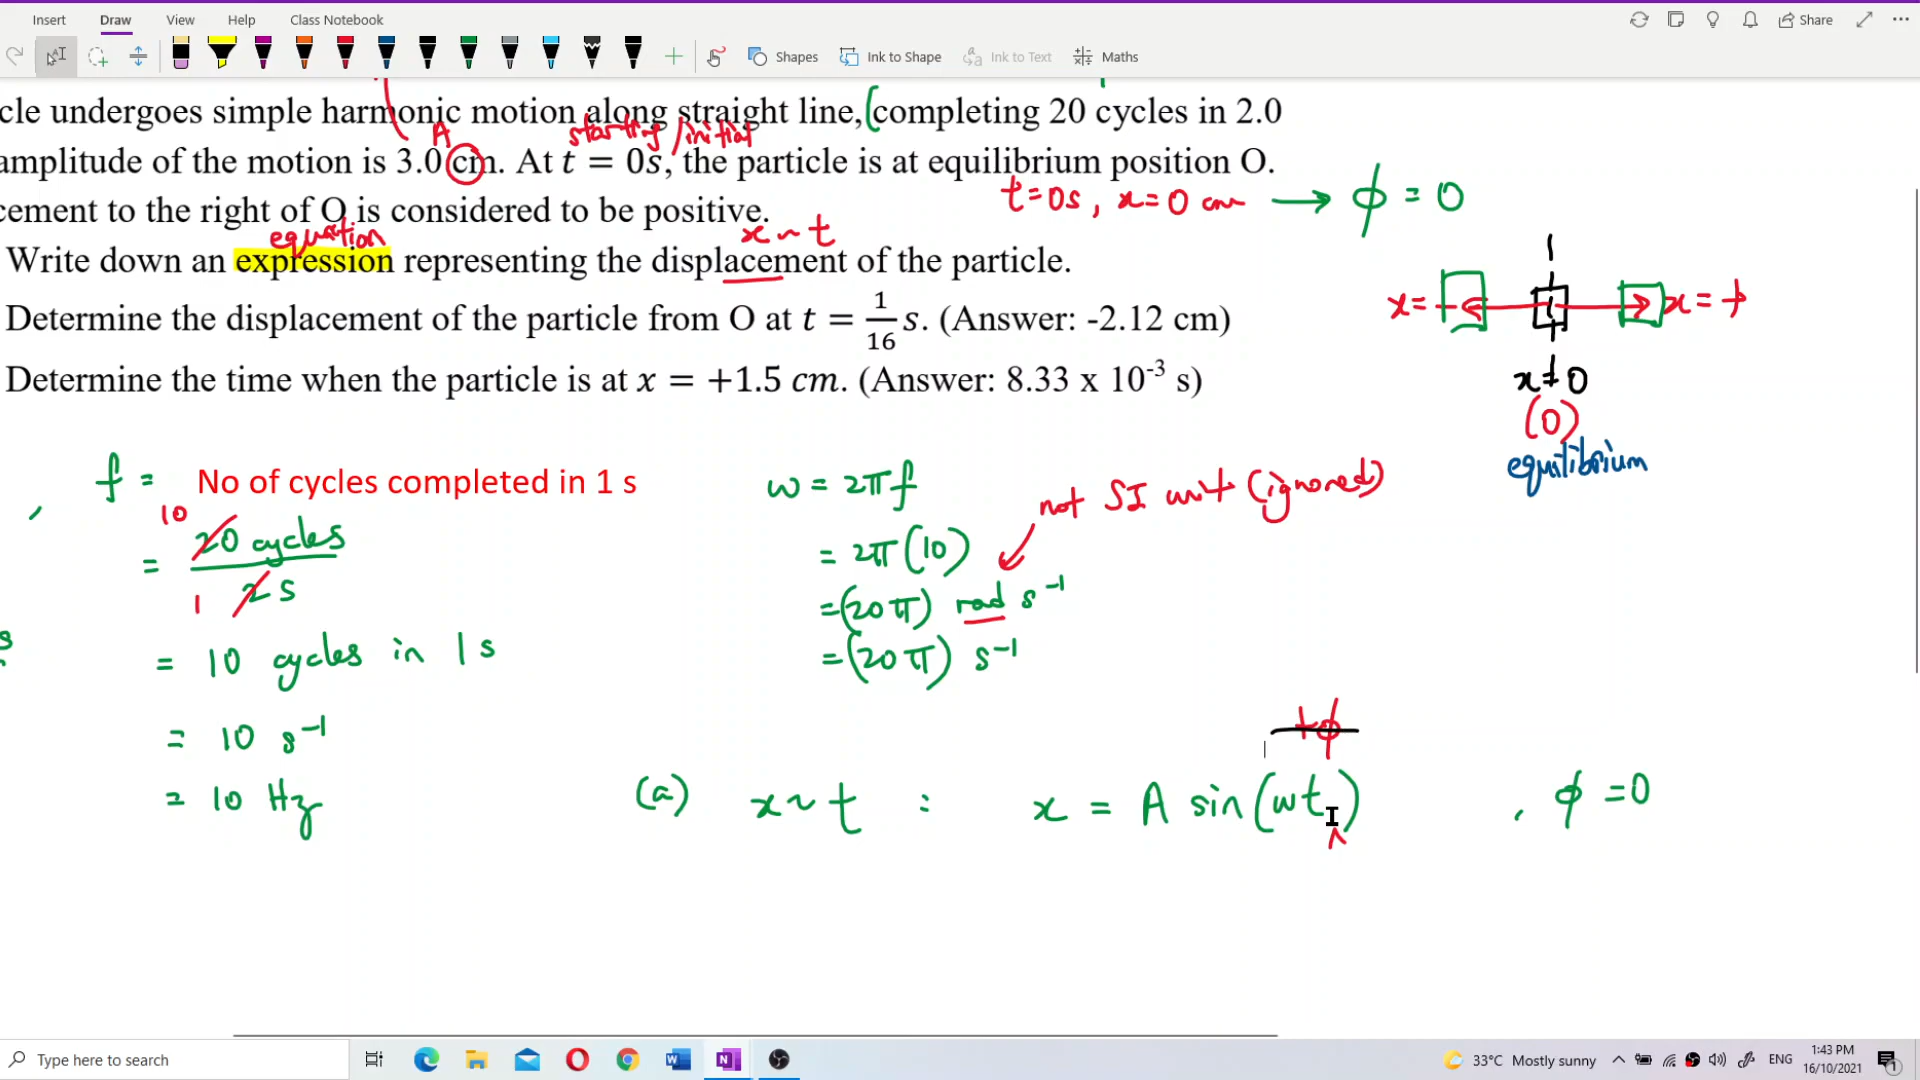 Insert Draw View Help Class Notebook Share
Shapes Ink to Shape Ink to Text Maths
cle undergoes simple harmonic motion along straight line, (completing 20 cycles in 2.0
A starting/initial
amplitude of the motion is 3.0 cm. At t = 0s, the particle is at equilibrium position O.
cement to the right of O is considered to be positive.
t=0s, x=0 cm → ϕ = 0
equation x ~ t
Write down an expression representing the displacement of the particle.
Determine the displacement of the particle from O at t = 1/16 s. (Answer: -2.12 cm)
x= - x= +
Determine the time when the particle is at x = +1.5 cm. (Answer: 8.33 x 10⁻³ s)
x=0
(0)
equilibrium
, f = No of cycles completed in 1 s
10
= 20 cycles
1 2 s
= 10 cycles in 1 s
= 10 s⁻¹
= 10 Hz
s
ω = 2πf
= 2π(10)
not SI unit (ignored)
=(20π) rad s⁻¹
=(20π) s⁻¹
+ϕ
(a) x ~ t : x = A sin(ωt) , ϕ = 0
Type here to search
33°C Mostly sunny ENG 1:43 PM
16/10/2021 1